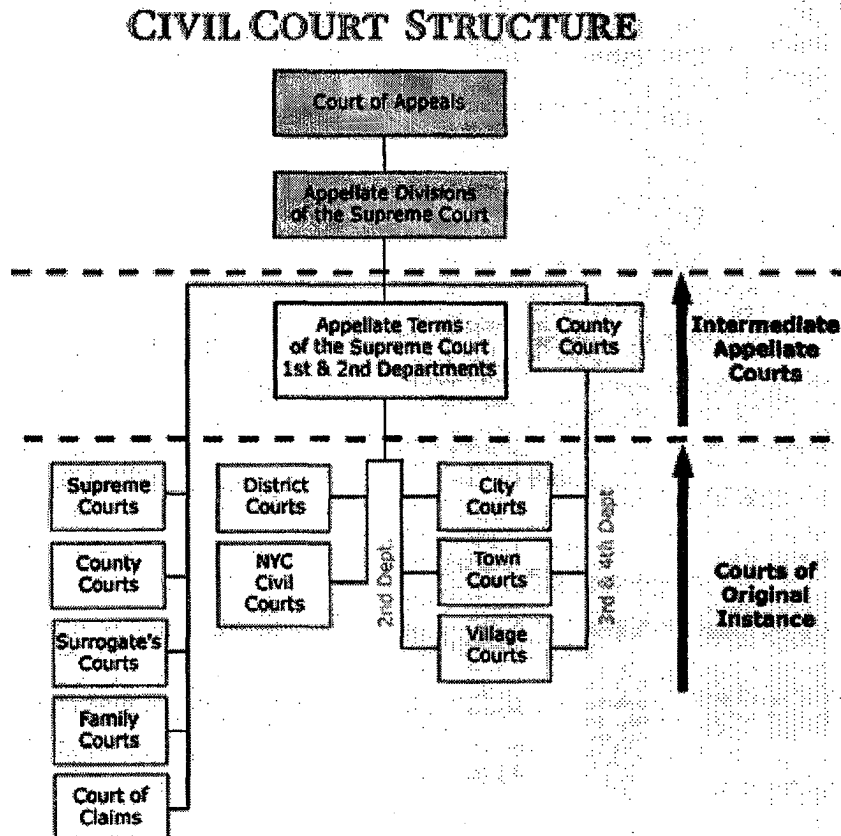 CIVIL COURT STRUCTURE
Court of Appeals
Appellate Divisions
of the Supreme Court
Appellate Terms
of the Supreme Court
1st & 2nd Departments
County
Courts
Intermediate
Appellate
Courts
Supreme
Courts
County
Courts
Surrogate's
Courts
Family
Courts
Court of
Claims
District
Courts
NYC
Civil
Courts
2nd Dept.
City
Courts
Town
Courts
Village
Courts
3rd & 4th Dept
Courts of
Original
Instance